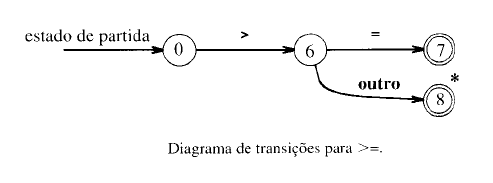 estado de partida
0
>
6
=
7
outro
8
*
Diagrama de transições para >=.